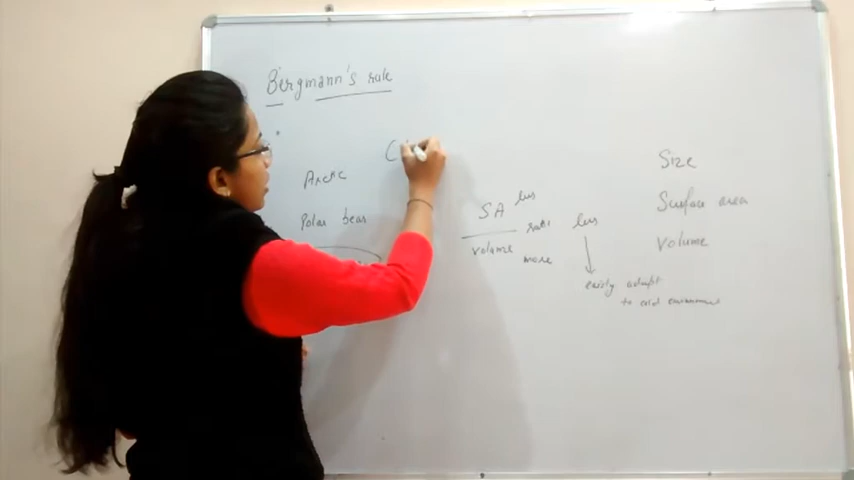 Bergmann's rule
Arctic
Polar bear
C
SA less
volume more
ratio less
easily adapt
to cold environment
Size
Surface area
Volume